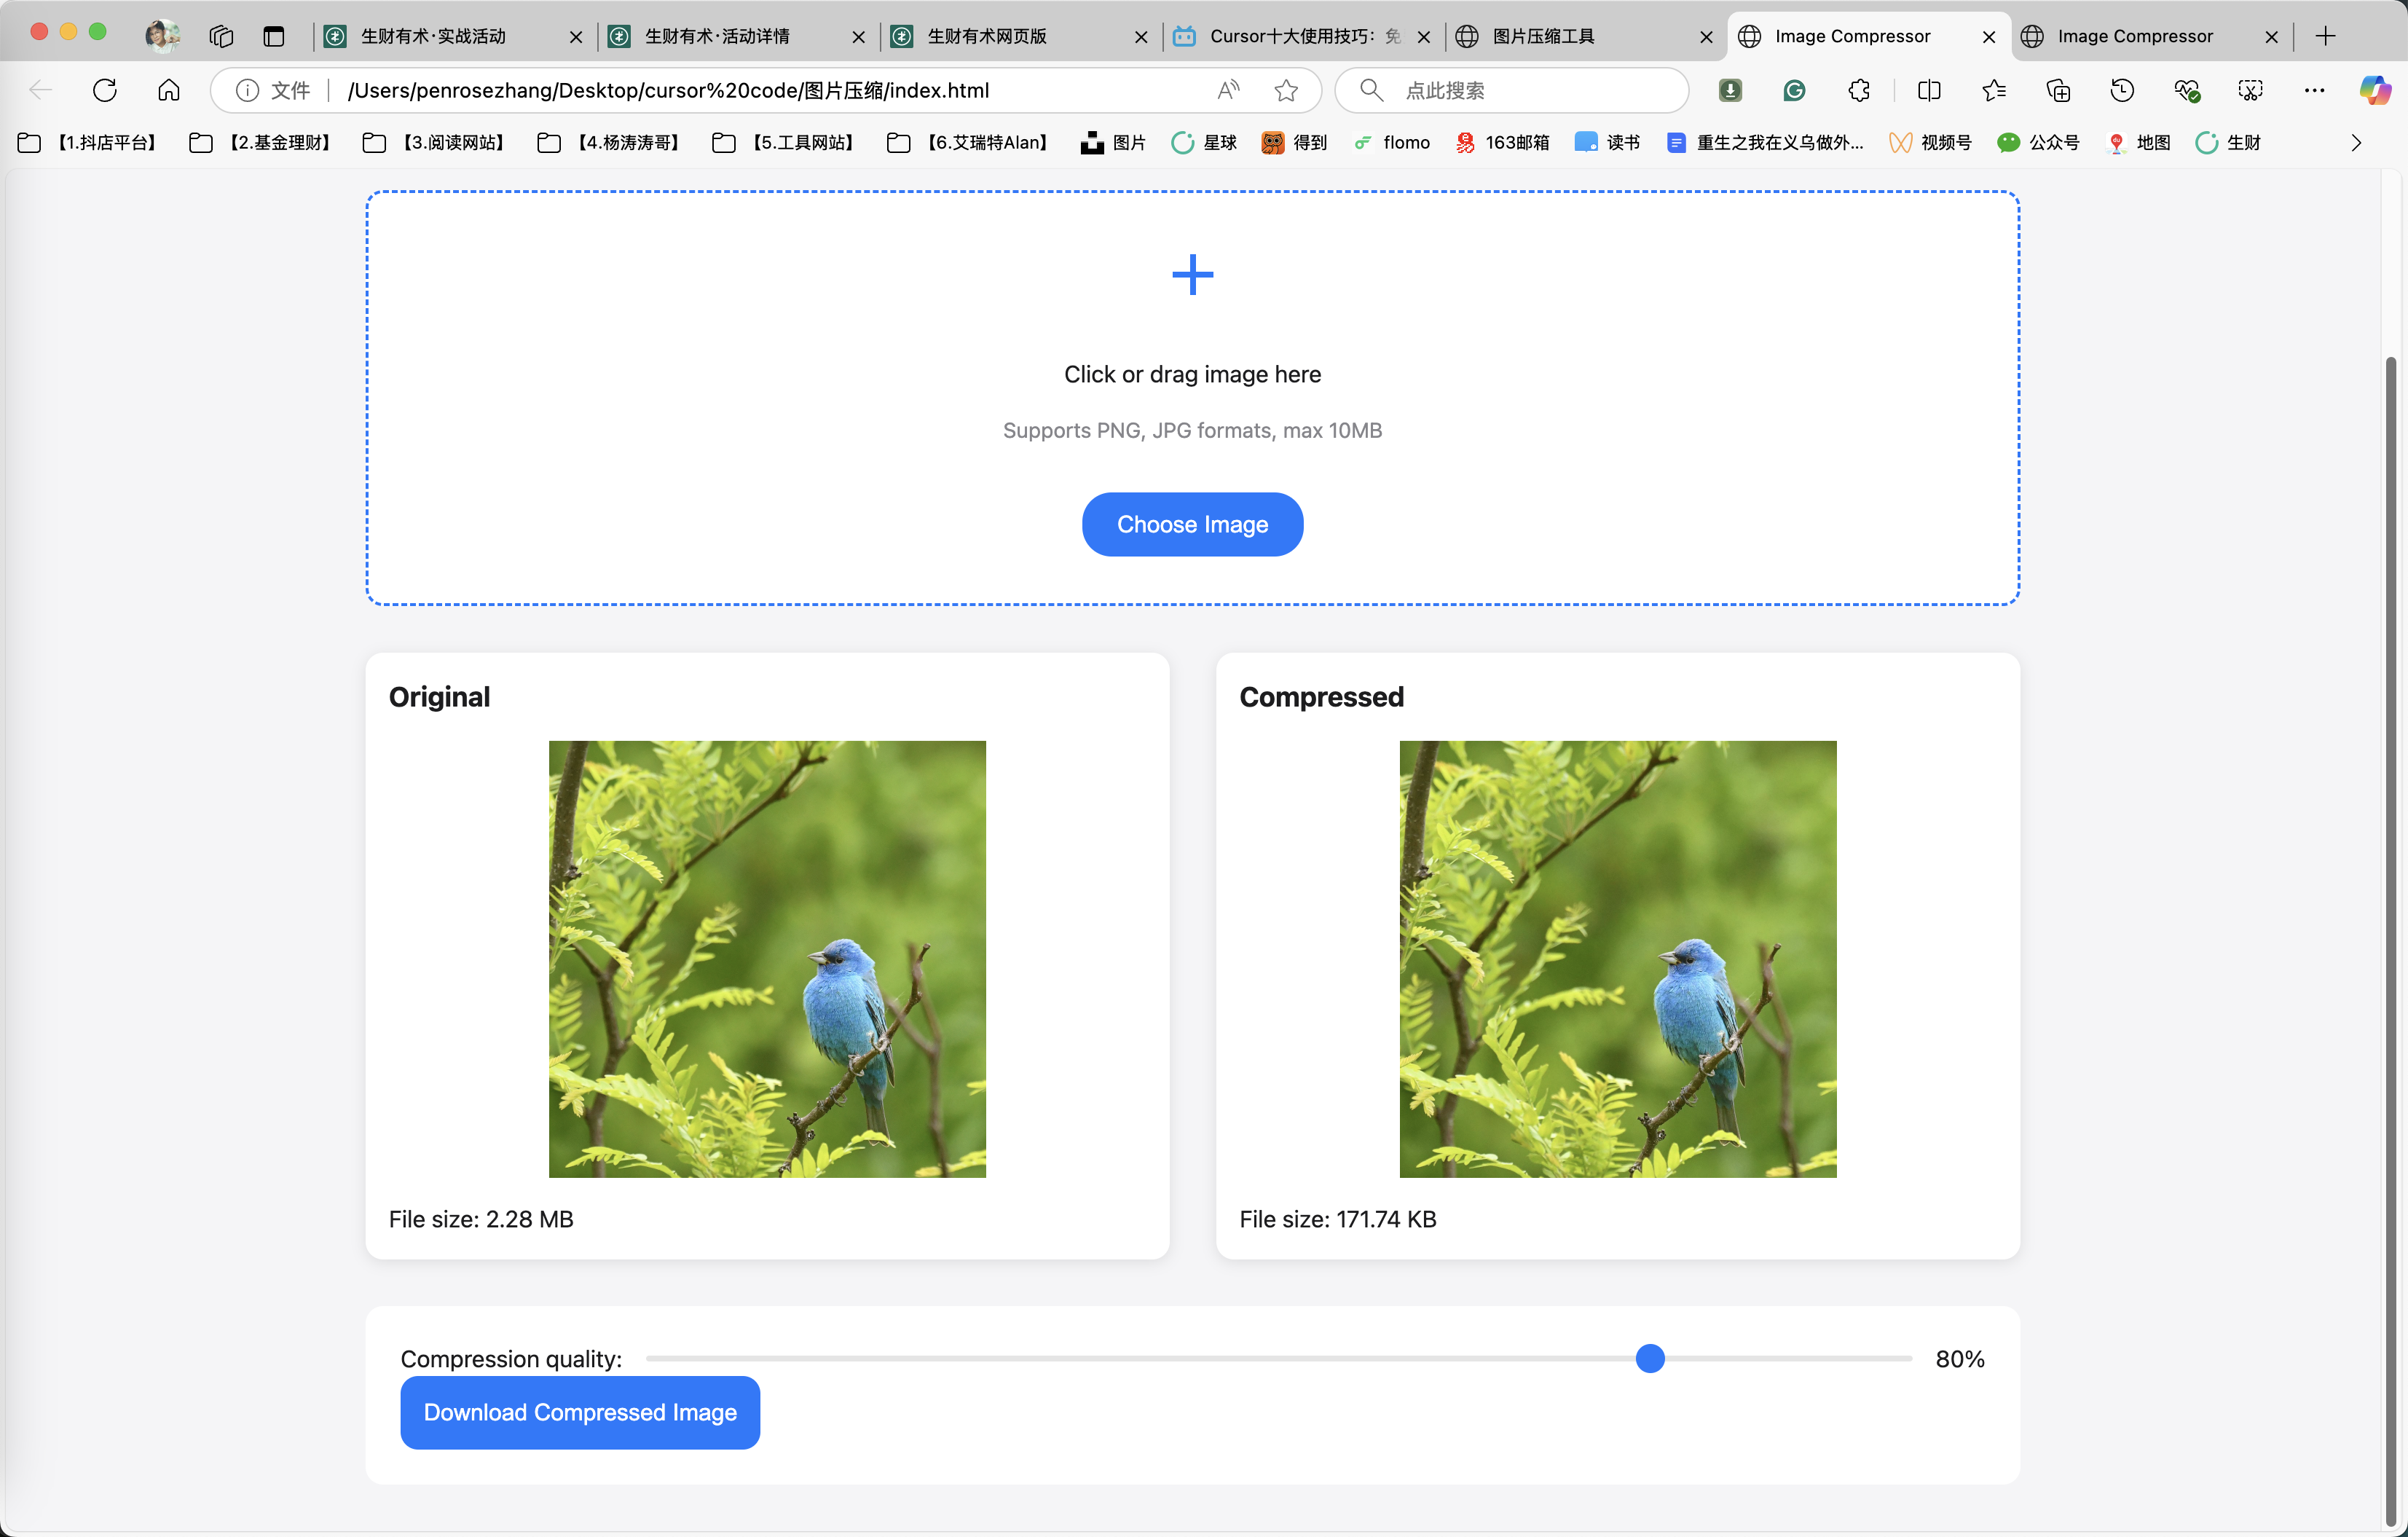 生财有术·实战活动
生财有术·活动详情
生财有术网页版
Cursor十大使用技巧：免
图片压缩工具
Image Compressor
Image Compressor
文件
/Users/penrosezhang/Desktop/cursor%20code/图片压缩/index.html
点此搜索
【1.抖店平台】
【2.基金理财】
【3.阅读网站】
【4.杨涛涛哥】
【5.工具网站】
【6.艾瑞特Alan】
图片
星球
得到
flomo
163邮箱
读书
重生之我在义乌做外...
视频号
公众号
地图
生财
Click or drag image here
Supports PNG, JPG formats, max 10MB
Choose Image
Original
Compressed
File size: 2.28 MB
File size: 171.74 KB
Compression quality:
80%
Download Compressed Image